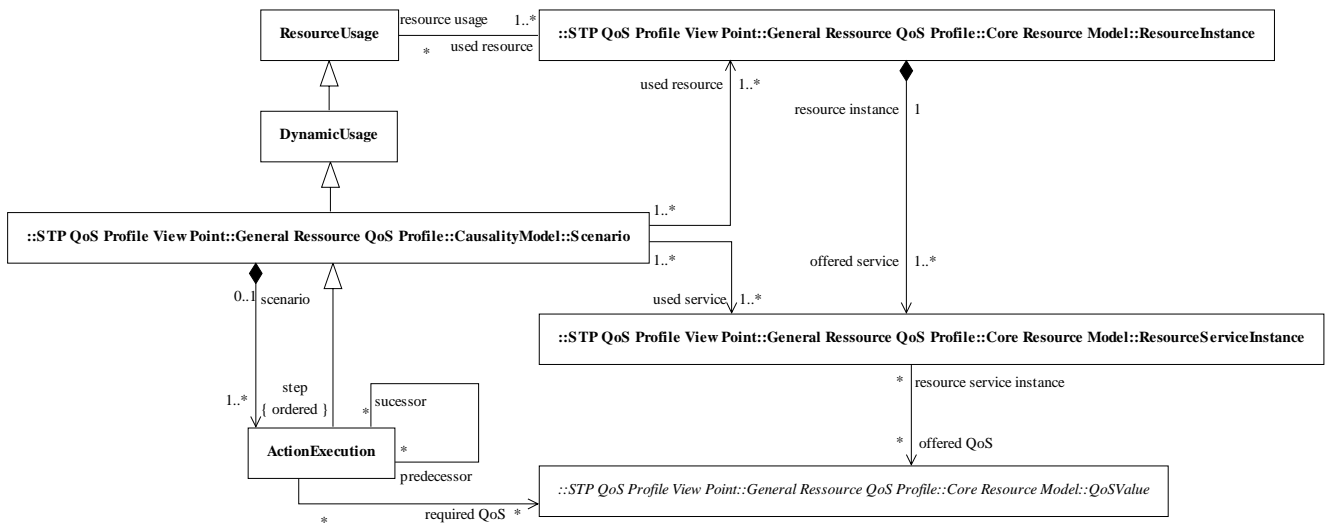 resource usage 1..*
ResourceUsage
::STP QoS Profile View Point::General Ressource QoS Profile::Core Resource Model::ResourceInstance
* used resource
used resource 1..*
resource instance 1
DynamicUsage
1..*
::STP QoS Profile View Point::General Ressource QoS Profile::CausalityModel::Scenario
1..*
offered service 1..*
0..1 scenario
used service 1..*
::STP QoS Profile View Point::General Ressource QoS Profile::Core Resource Model::ResourceServiceInstance
* resource service instance
step
1..*
{ ordered }
sucessor
*
ActionExecution
*
* offered QoS
predecessor
::STP QoS Profile View Point::General Ressource QoS Profile::Core Resource Model::QoSValue
required QoS *
*